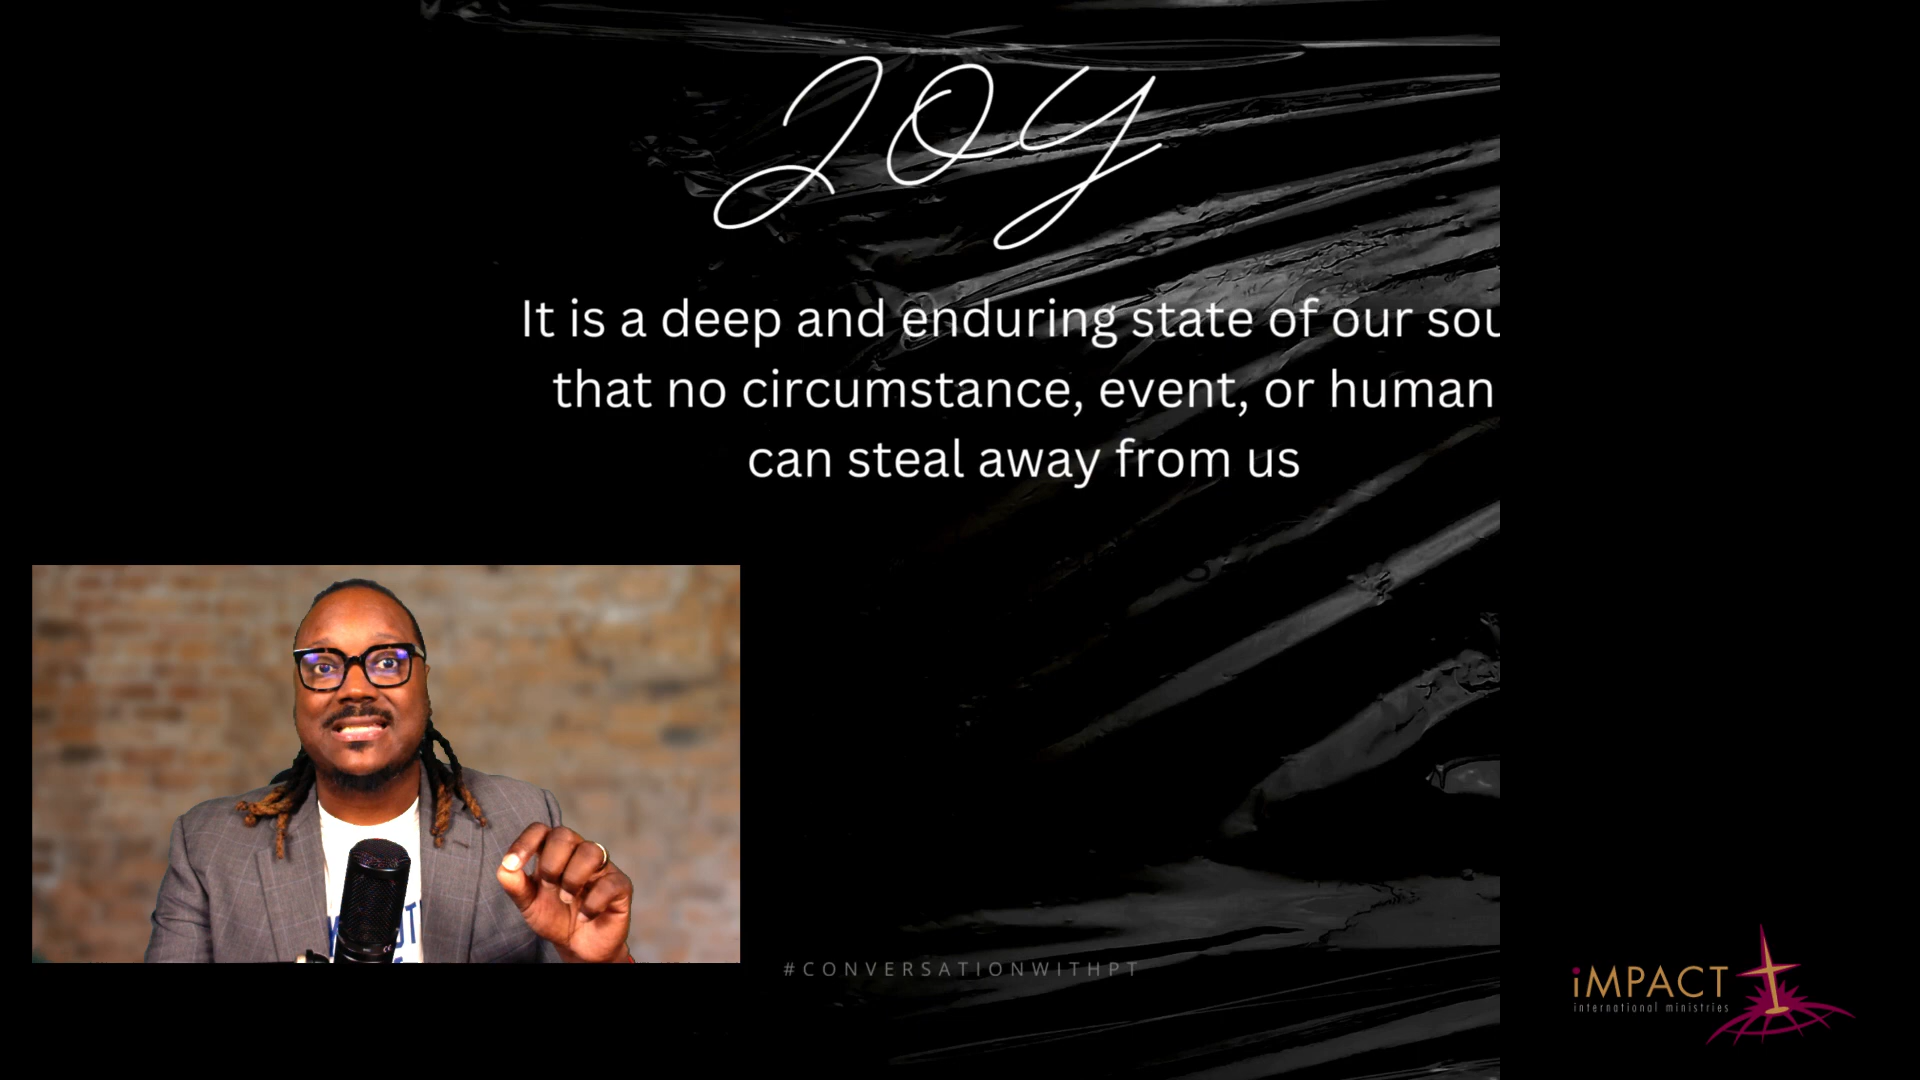 JOY
It is a deep and enduring state of our sou
that no circumstance, event, or human
can steal away from us
#CONVERSATIONWITHPT
iMPACT
international ministries